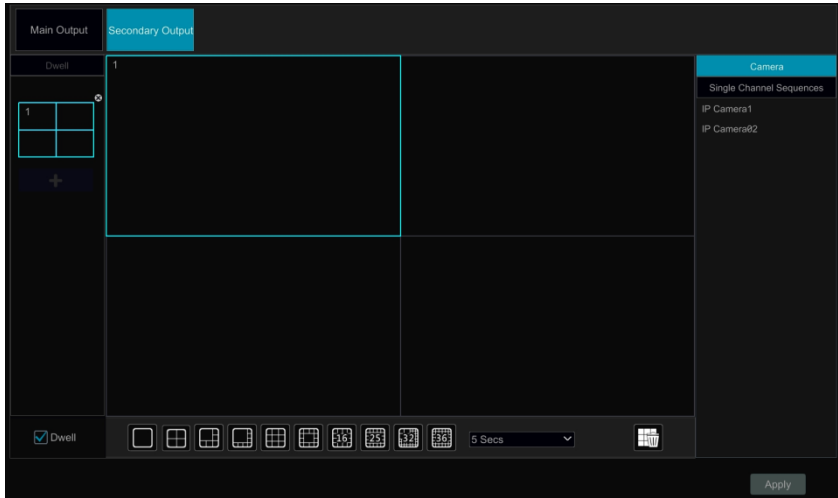 Main Output
Secondary Output
Dwell
1
1
Camera
Single Channel Sequences
IP Camera1
IP Camera02
Dwell
16
25
32
36
5 Secs
Apply